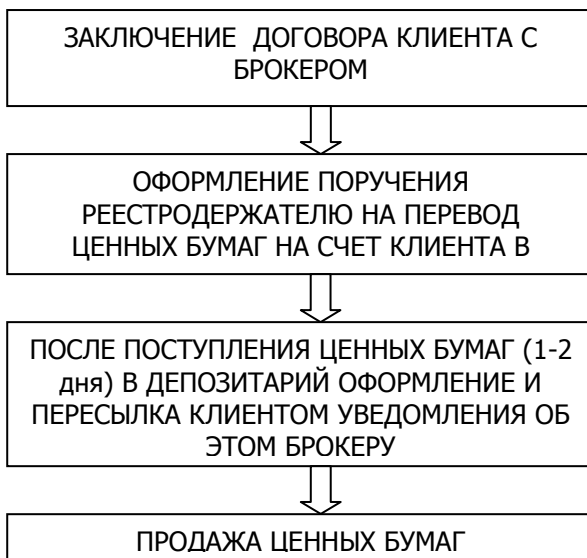 ЗАКЛЮЧЕНИЕ ДОГОВОРА КЛИЕНТА С
БРОКЕРОМ
ОФОРМЛЕНИЕ ПОРУЧЕНИЯ
РЕЕСТРОДЕРЖАТЕЛЮ НА ПЕРЕВОД
ЦЕННЫХ БУМАГ НА СЧЕТ КЛИЕНТА В
ПОСЛЕ ПОСТУПЛЕНИЯ ЦЕННЫХ БУМАГ (1-2
дня) В ДЕПОЗИТАРИЙ ОФОРМЛЕНИЕ И
ПЕРЕСЫЛКА КЛИЕНТОМ УВЕДОМЛЕНИЯ ОБ
ЭТОМ БРОКЕРУ
ПРОДАЖА ЦЕННЫХ БУМАГ